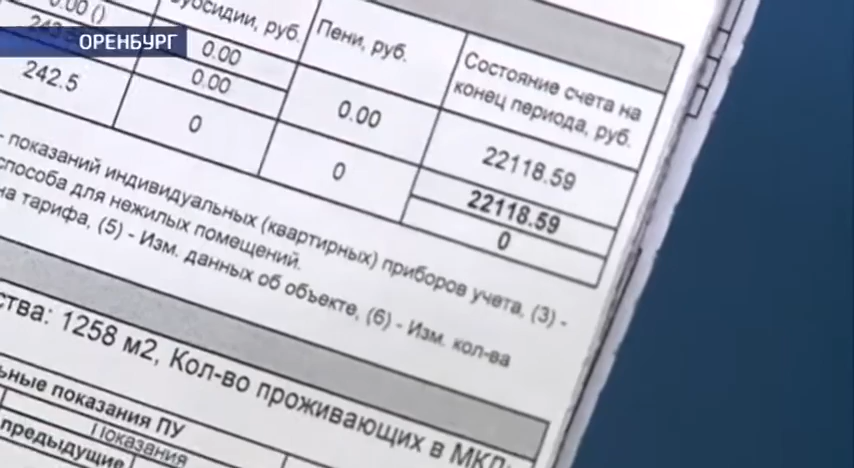 0.00 ()
ОРЕНБУРГ
субсидии, руб.
Пени, руб.
Состояние счета на
конец периода, руб.
0.00
0.00
0.00
22118.59
242.5
0
0
22118.59
0
- показаний индивидуальных (квартирных) приборов учета, (3) -
способа для нежилых помещений.
на тарифа, (5) - Изм. данных об объекте, (6) - Изм. кол-ва
ства: 1258 м2, Кол-во проживающих в МКД:
ьные показания ПУ
Показания
предыдущие